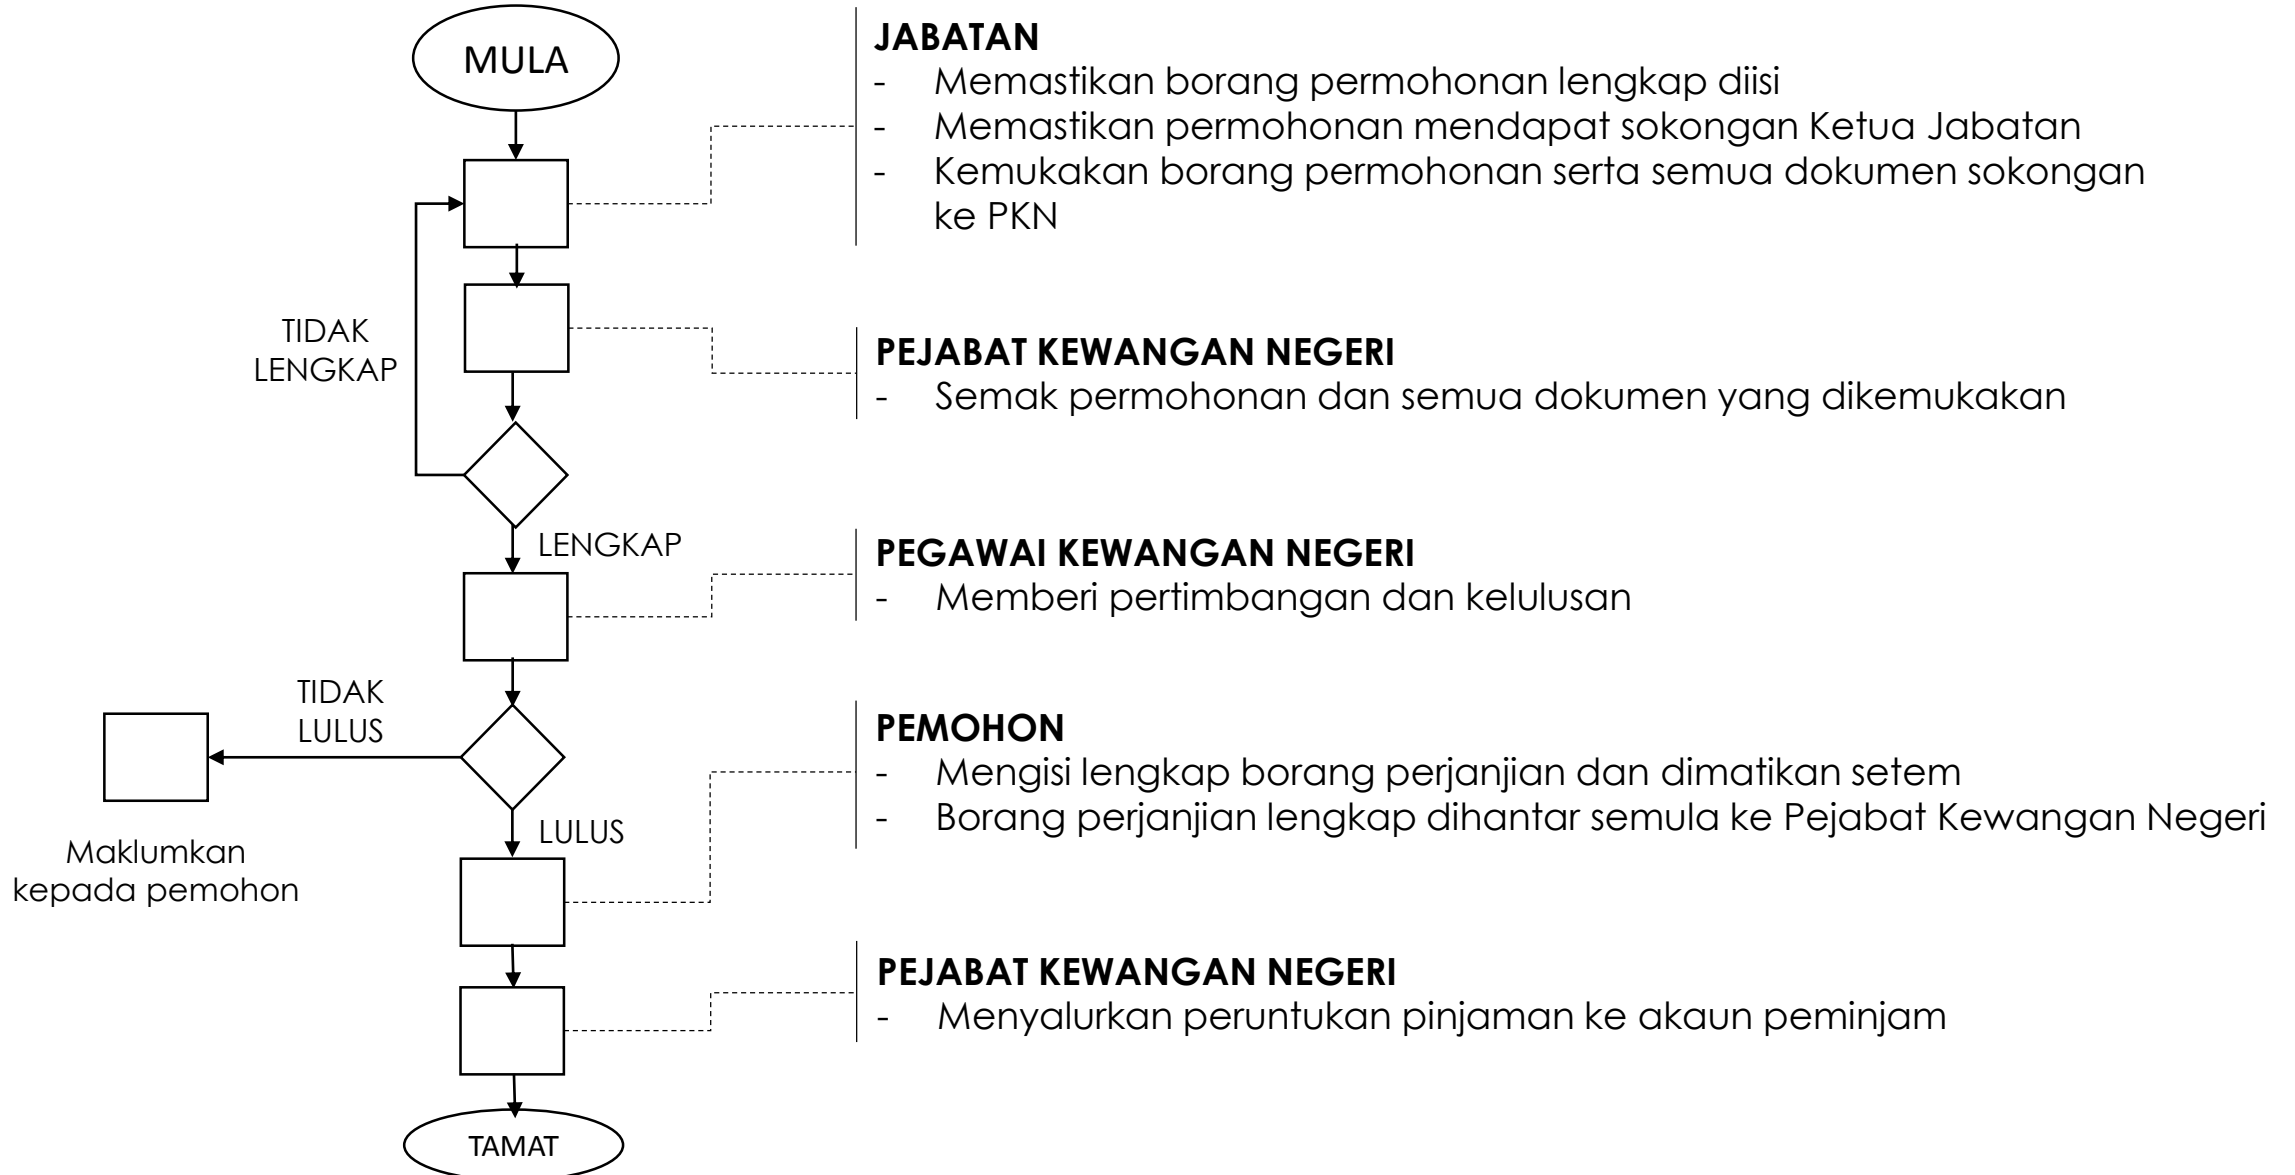 MULA
JABATAN
- Memastikan borang permohonan lengkap diisi
- Memastikan permohonan mendapat sokongan Ketua Jabatan
- Kemukakan borang permohonan serta semua dokumen sokongan
ke PKN
TIDAK
LENGKAP
PEJABAT KEWANGAN NEGERI
- Semak permohonan dan semua dokumen yang dikemukakan
LENGKAP
PEGAWAI KEWANGAN NEGERI
- Memberi pertimbangan dan kelulusan
TIDAK
LULUS
Maklumkan
kepada pemohon
LULUS
PEMOHON
- Mengisi lengkap borang perjanjian dan dimatikan setem
- Borang perjanjian lengkap dihantar semula ke Pejabat Kewangan Negeri
PEJABAT KEWANGAN NEGERI
- Menyalurkan peruntukan pinjaman ke akaun peminjam
TAMAT